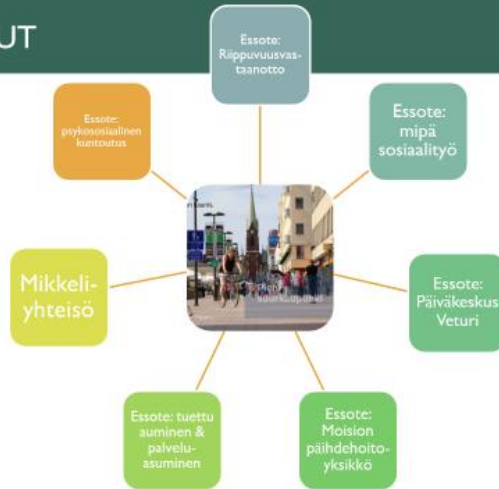 UT
Essote:
Riippuvuusvas-
taanotto
Essote:
psykososiaalinen
kuntoutus
Essote:
mipä
sosiaalityö
Mikkeli-
yhteisö
Essote:
Päiväkeskus
Veturi
Essote: tuettu
auminen &
palvelu-
asuminen
Essote:
Moision
päihdehoito-
yksikkö